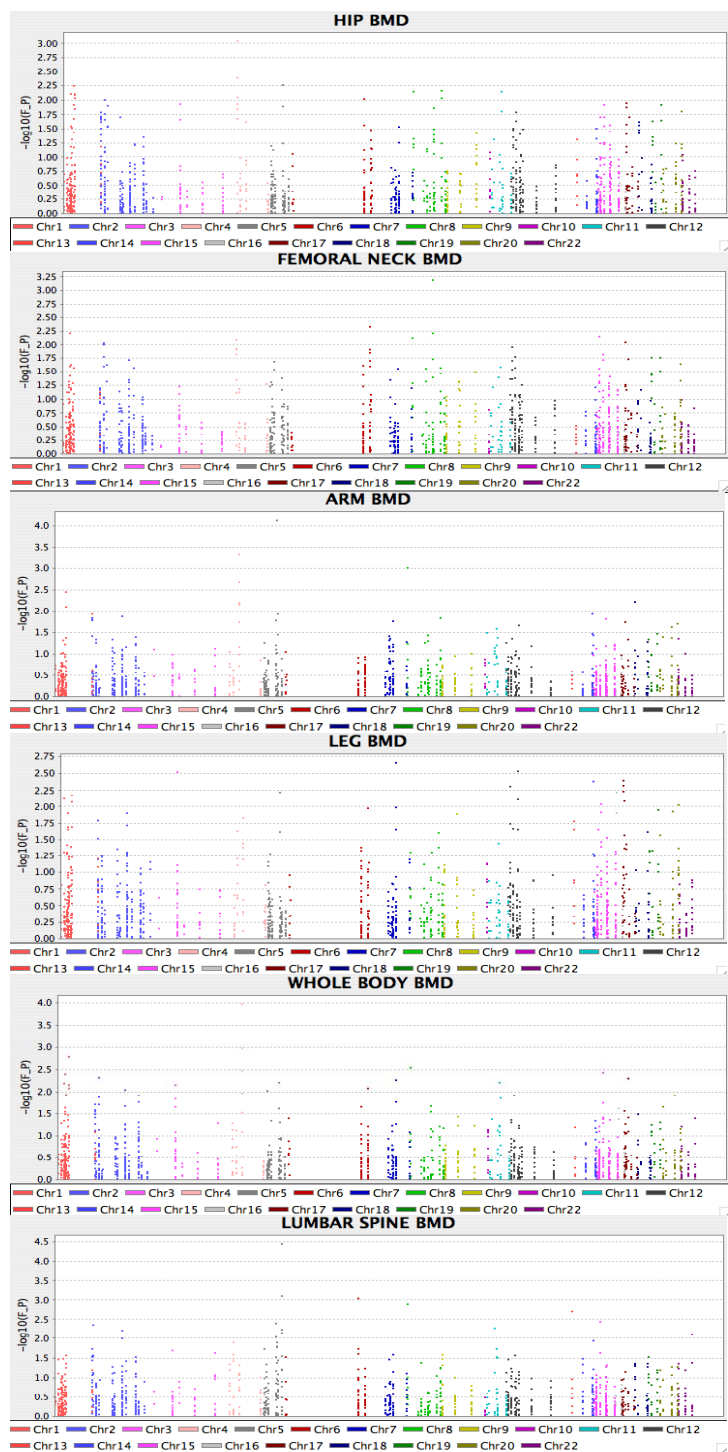 HIP BMD
3.00
2.75
2.50
2.25
2.00
1.75
1.50
1.25
1.00
0.75
0.50
0.25
0.00
−log10(F_P)
Chr1 Chr2 Chr3 Chr4 Chr5 Chr6 Chr7 Chr8 Chr9 Chr10 Chr11 Chr12
Chr13 Chr14 Chr15 Chr16 Chr17 Chr18 Chr19 Chr20 Chr22
FEMORAL NECK BMD
3.25
3.00
2.75
2.50
2.25
2.00
1.75
1.50
1.25
1.00
0.75
0.50
0.25
0.00
−log10(F_P)
Chr1 Chr2 Chr3 Chr4 Chr5 Chr6 Chr7 Chr8 Chr9 Chr10 Chr11 Chr12
Chr13 Chr14 Chr15 Chr16 Chr17 Chr18 Chr19 Chr20 Chr22
ARM BMD
4.0
3.5
3.0
2.5
2.0
1.5
1.0
0.5
0.0
−log10(F_P)
Chr1 Chr2 Chr3 Chr4 Chr5 Chr6 Chr7 Chr8 Chr9 Chr10 Chr11 Chr12
Chr13 Chr14 Chr15 Chr16 Chr17 Chr18 Chr19 Chr20 Chr22
LEG BMD
2.75
2.50
2.25
2.00
1.75
1.50
1.25
1.00
0.75
0.50
0.25
0.00
−log10(F_P)
Chr1 Chr2 Chr3 Chr4 Chr5 Chr6 Chr7 Chr8 Chr9 Chr10 Chr11 Chr12
Chr13 Chr14 Chr15 Chr16 Chr17 Chr18 Chr19 Chr20 Chr22
WHOLE BODY BMD
4.0
3.5
3.0
2.5
2.0
1.5
1.0
0.5
0.0
−log10(F_P)
Chr1 Chr2 Chr3 Chr4 Chr5 Chr6 Chr7 Chr8 Chr9 Chr10 Chr11 Chr12
Chr13 Chr14 Chr15 Chr16 Chr17 Chr18 Chr19 Chr20 Chr22
LUMBAR SPINE BMD
4.5
4.0
3.5
3.0
2.5
2.0
1.5
1.0
0.5
0.0
−log10(F_P)
Chr1 Chr2 Chr3 Chr4 Chr5 Chr6 Chr7 Chr8 Chr9 Chr10 Chr11 Chr12
Chr13 Chr14 Chr15 Chr16 Chr17 Chr18 Chr19 Chr20 Chr22